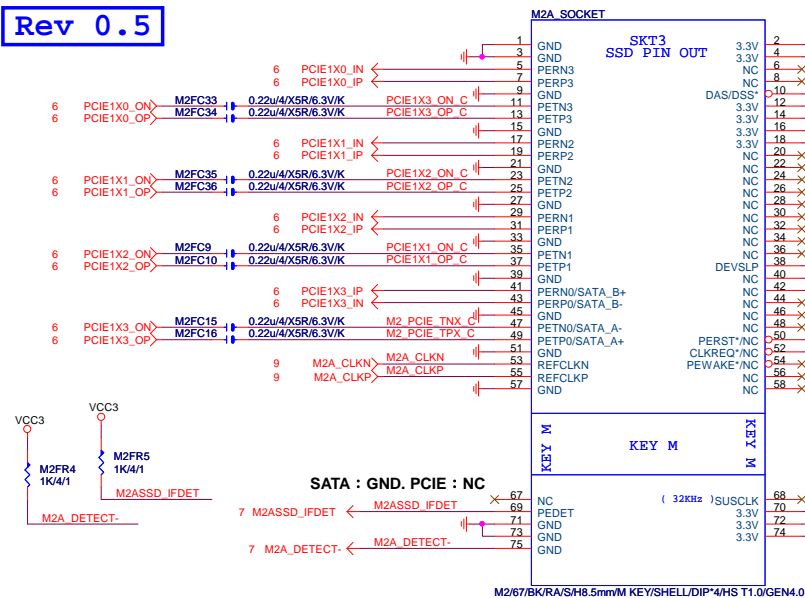 Rev 0.5
M2A_SOCKET
SKT3
SSD PIN OUT
1 GND 3.3V 2
3 GND 3.3V 4
6 PCIE1X0_IN 5 PERN3 NC 6
6 PCIE1X0_IP 7 PERP3 NC 8
9 GND DAS/DSS* 10
6 PCIE1X0_ON M2FC33 0.22u/4/X5R/6.3V/K PCIE1X3_ON_C 11 PETN3 3.3V 12
6 PCIE1X0_OP M2FC34 0.22u/4/X5R/6.3V/K PCIE1X3_OP_C 13 PETP3 3.3V 14
15 GND 3.3V 16
6 PCIE1X1_IN 17 PERN2 3.3V 18
6 PCIE1X1_IP 19 PERP2 NC 20
21 GND NC 22
6 PCIE1X1_ON M2FC35 0.22u/4/X5R/6.3V/K PCIE1X2_ON_C 23 PETN2 NC 24
6 PCIE1X1_OP M2FC36 0.22u/4/X5R/6.3V/K PCIE1X2_OP_C 25 PETP2 NC 26
27 GND NC 28
6 PCIE1X2_IN 29 PERN1 NC 30
6 PCIE1X2_IP 31 PERP1 NC 32
33 GND NC 34
6 PCIE1X2_ON M2FC9 0.22u/4/X5R/6.3V/K PCIE1X1_ON_C 35 PETN1 NC 36
6 PCIE1X2_OP M2FC10 0.22u/4/X5R/6.3V/K PCIE1X1_OP_C 37 PETP1 DEVSLP 38
39 GND NC 40
6 PCIE1X3_IP 41 PERN0/SATA_B+ NC 42
6 PCIE1X3_IN 43 PERP0/SATA_B- NC 44
45 GND NC 46
6 PCIE1X3_ON M2FC15 0.22u/4/X5R/6.3V/K M2_PCIE_TNX_C 47 PETN0/SATA_A- NC 48
6 PCIE1X3_OP M2FC16 0.22u/4/X5R/6.3V/K M2_PCIE_TPX_C 49 PETP0/SATA_A+ PERST*/NC 50
51 GND CLKREQ*/NC 52
9 M2A_CLKN M2A_CLKN 53 REFCLKN PEWAKE*/NC 54
9 M2A_CLKP M2A_CLKP 55 REFCLKP NC 56
57 GND NC 58
VCC3
VCC3
KEY M KEY M KEY M
M2FR4
1K/4/1
M2FR5
1K/4/1
M2ASSD_IFDET
M2A_DETECT-
SATA : GND. PCIE : NC
67 NC ( 32KHz ) SUSCLK 68
7 M2ASSD_IFDET M2ASSD_IFDET 69 PEDET 3.3V 70
71 GND 3.3V 72
73 GND 3.3V 74
7 M2A_DETECT- M2A_DETECT- 75 GND
M2/67/BK/RA/S/H8.5mm/M KEY/SHELL/DIP*4/HS T1.0/GEN4.0